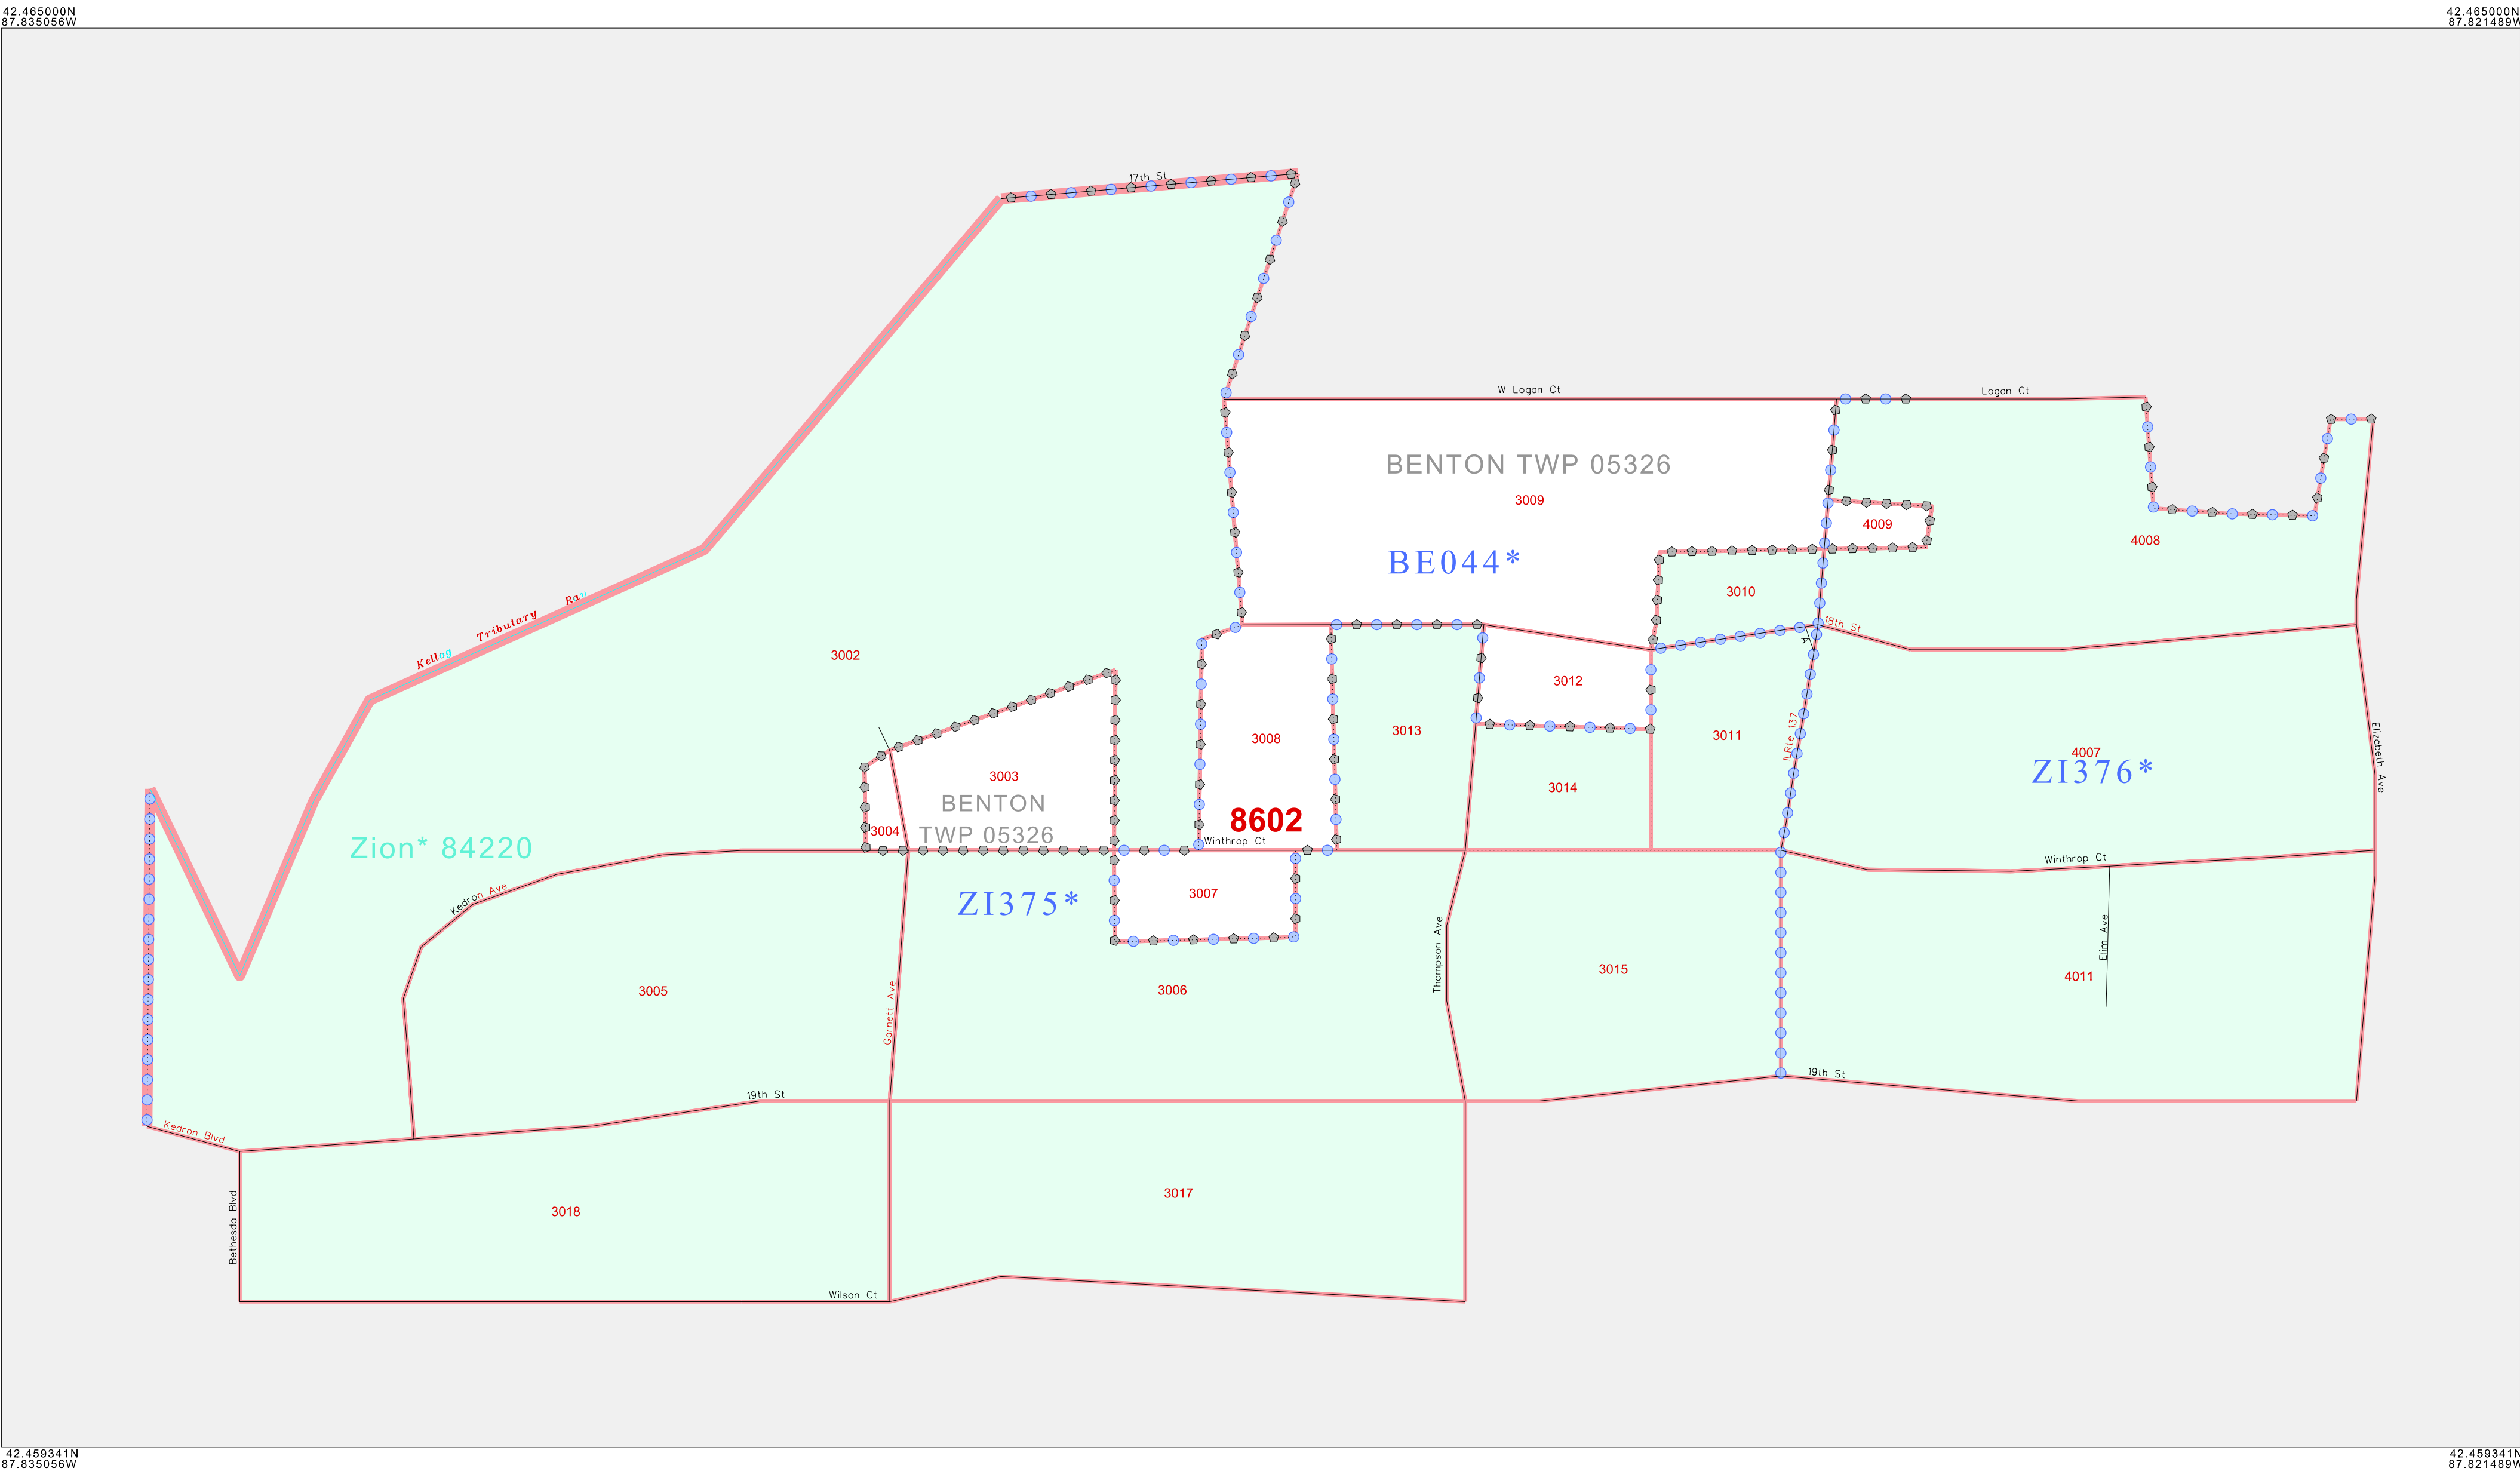 42.465000N
87.835056W
42.465000N
87.821489W
17th St
W Logan Ct
Logan Ct
BENTON TWP 05326
3009
4009
4008
BE044*
3010
Kellog Tributary Rav
18th St
A
3002
3012
3008
3013
3011
IL Rte 137
4007
ZI376*
Elizabeth Ave
3003
BENTON
TWP 05326
3004
3014
8602
Winthrop Ct
Zion* 84220
Winthrop Ct
Kedron Ave
ZI375*
3007
Thompson Ave
Elim Ave
3005
Garnett Ave
3006
3015
4011
19th St
19th St
Kedron Blvd
Bethesda Blvd
3018
3017
Wilson Ct
42.459341N
87.835056W
42.459341N
87.821489W